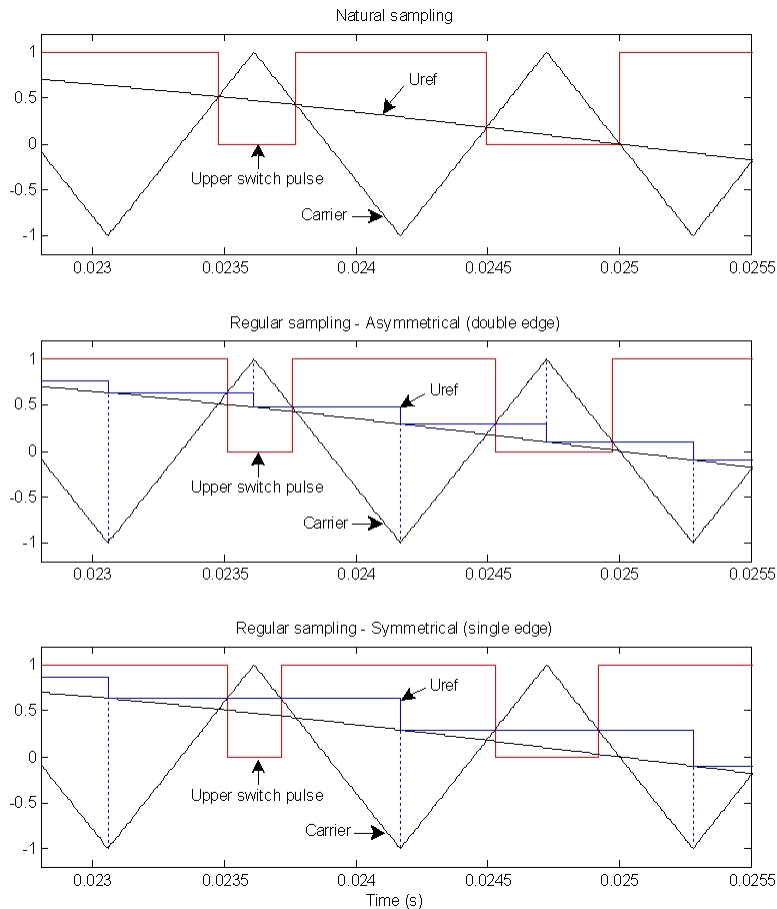 Natural sampling
1
0.5
0
-0.5
-1
Uref
Upper switch pulse
Carrier
0.023 0.0235 0.024 0.0245 0.025 0.0255
Regular sampling - Asymmetrical (double edge)
1
0.5
0
-0.5
-1
Uref
Upper switch pulse
Carrier
0.023 0.0235 0.024 0.0245 0.025 0.0255
Regular sampling - Symmetrical (single edge)
1
0.5
0
-0.5
-1
Uref
Upper switch pulse
Carrier
0.023 0.0235 0.024 0.0245 0.025 0.0255
Time (s)